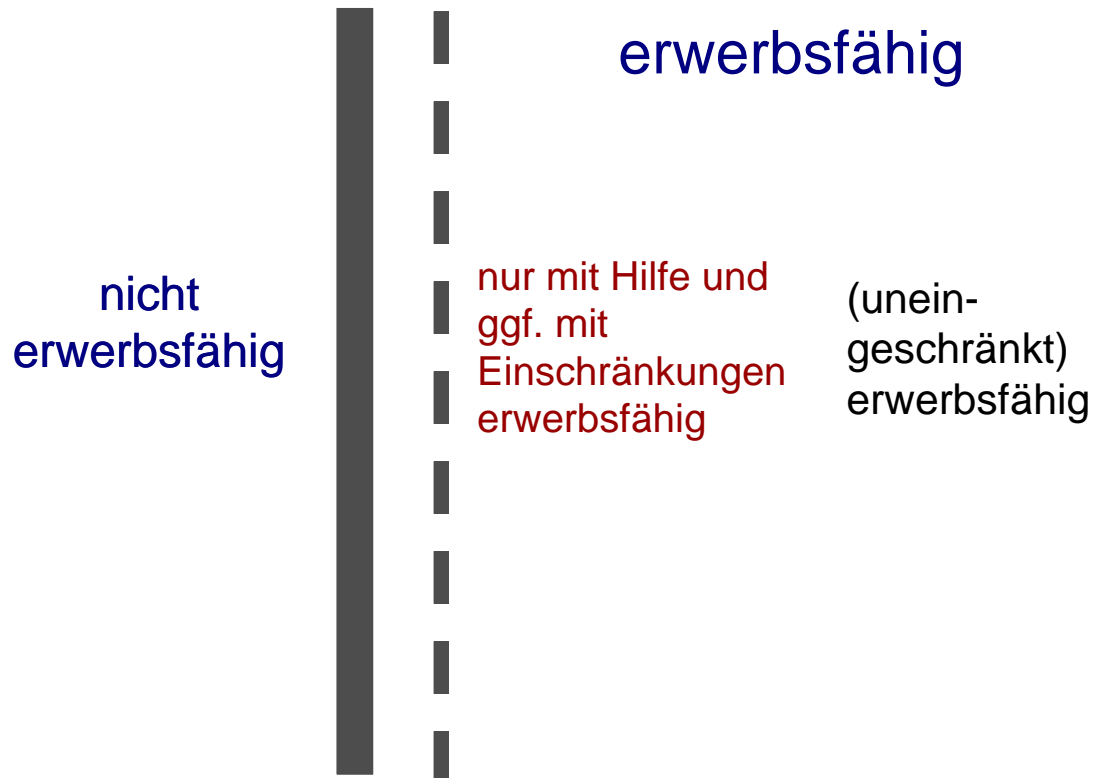 erwerbsfähig
nicht
erwerbsfähig
nur mit Hilfe und
ggf. mit
Einschränkungen
erwerbsfähig
(unein-
geschränkt)
erwerbsfähig